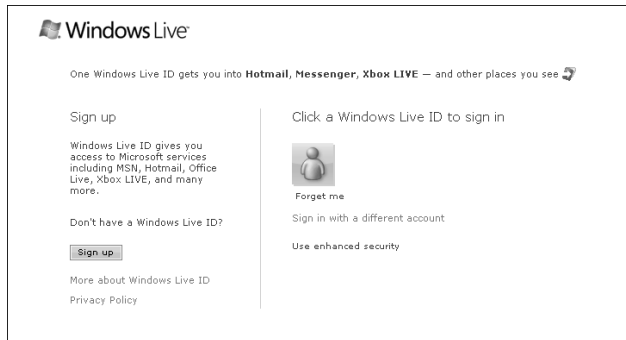 Windows Live
One Windows Live ID gets you into Hotmail, Messenger, Xbox LIVE — and other places you see
Sign up
Windows Live ID gives you
access to Microsoft services
including MSN, Hotmail, Office
Live, Xbox LIVE, and many
more.
Don't have a Windows Live ID?
Sign up
More about Windows Live ID
Privacy Policy
Click a Windows Live ID to sign in
Forget me
Sign in with a different account
Use enhanced security